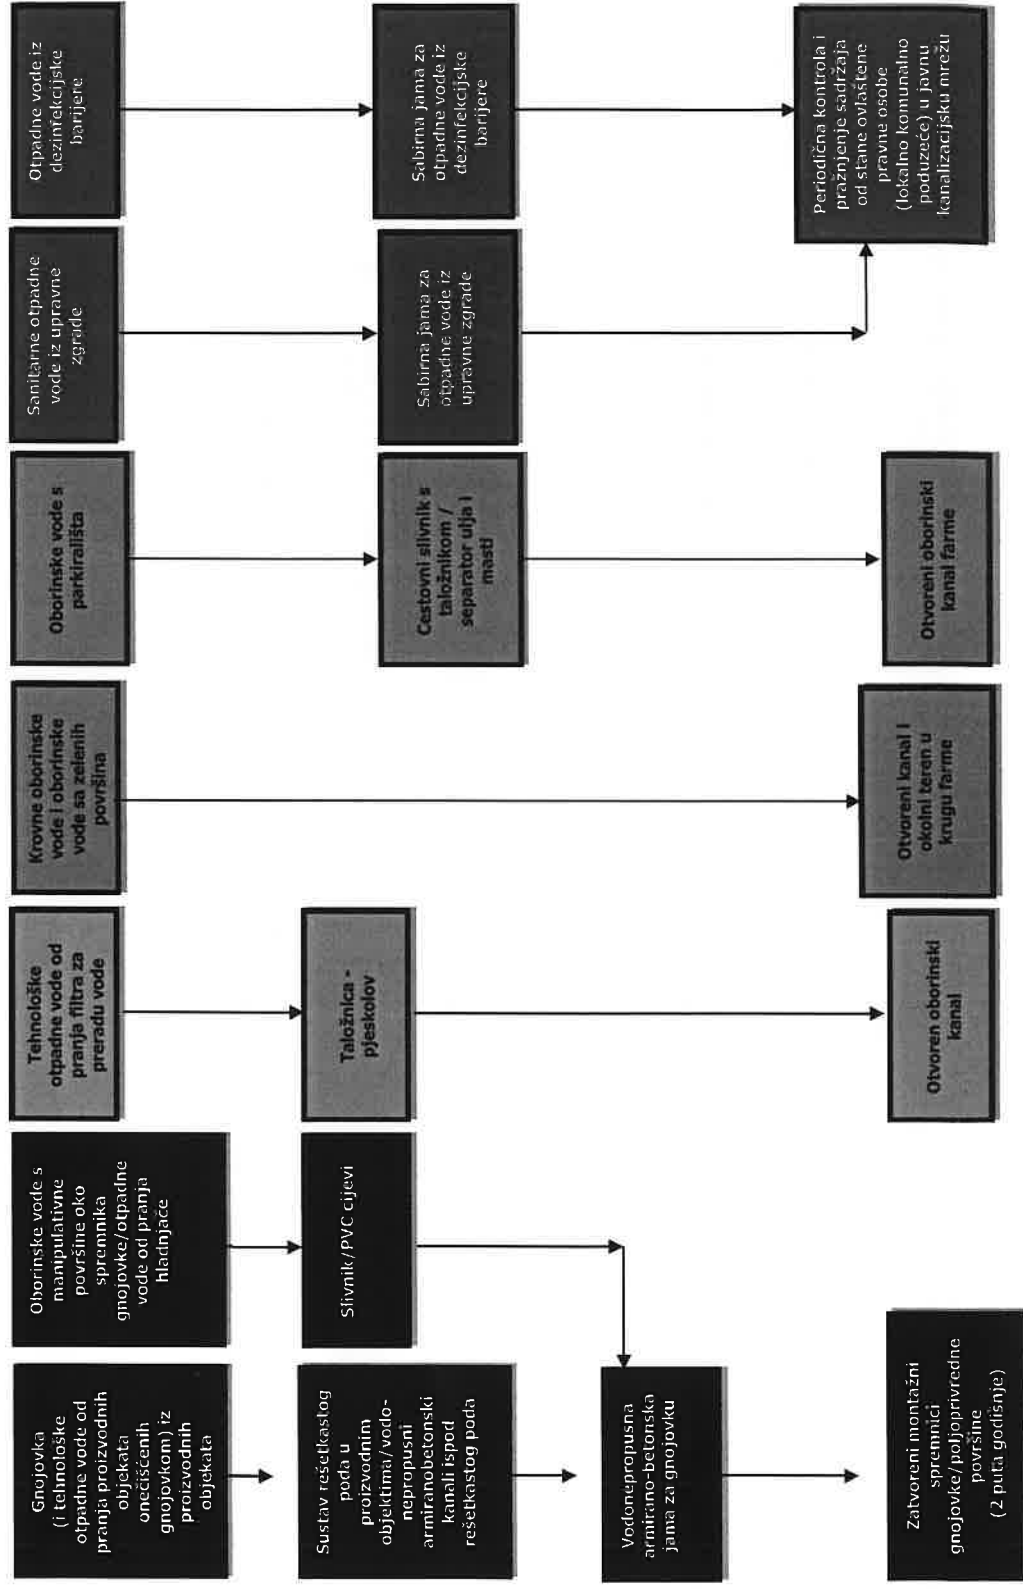 Gnojovka
(i tehnološke
otpadne vode od
pranja proizvodnih
objekata
onečišćenih
gnojovkom) iz
proizvodnih
objekata
Sustav rešetkastog
poda u
proizvodnim
objektima/vodo-
nepropusni
armiranobetonski
kanali ispod
rešetkastog poda
Vodonepropusna
armirano-betonska
jama za gnojovku
Zatvoreni montažni
spremnici
gnojovke/poljoprivredne
površine
(2 puta godišnje)
Oborinske vode s
manipulativne
površine oko
spremnika
gnojovke/otpadne
vode od pranja
hladnjače
Slivnik/PVC cijevi
Tehnološke
otpadne vode od
pranja filtra za
preradu vode
Taložnica -
pjeskolov
Otvoren oborinski
kanal
Krovne oborinske
vode i oborinske
vode sa zelenih
površina
Otvoreni kanal i
okolni teren u
krugu farme
Oborinske vode s
parkirališta
Cestovni slivnik s
taložnikom /
separator ulja i
masti
Otvoreni oborinski
kanal farme
Sanitarne otpadne
vode iz upravne
zgrade
Sabirna jama za
otpadne vode iz
upravne zgrade
Otpadne vode iz
dezinfekcijske
barijere
Sabirna jama za
otpadne vode iz
dezinfekcijske
barijere
Periodična kontrola i
pražnjenje sadržaja
od stane ovlaštene
pravne osobe
(lokalno komunalno
poduzeće) u javnu
kanalizacijsku mrežu